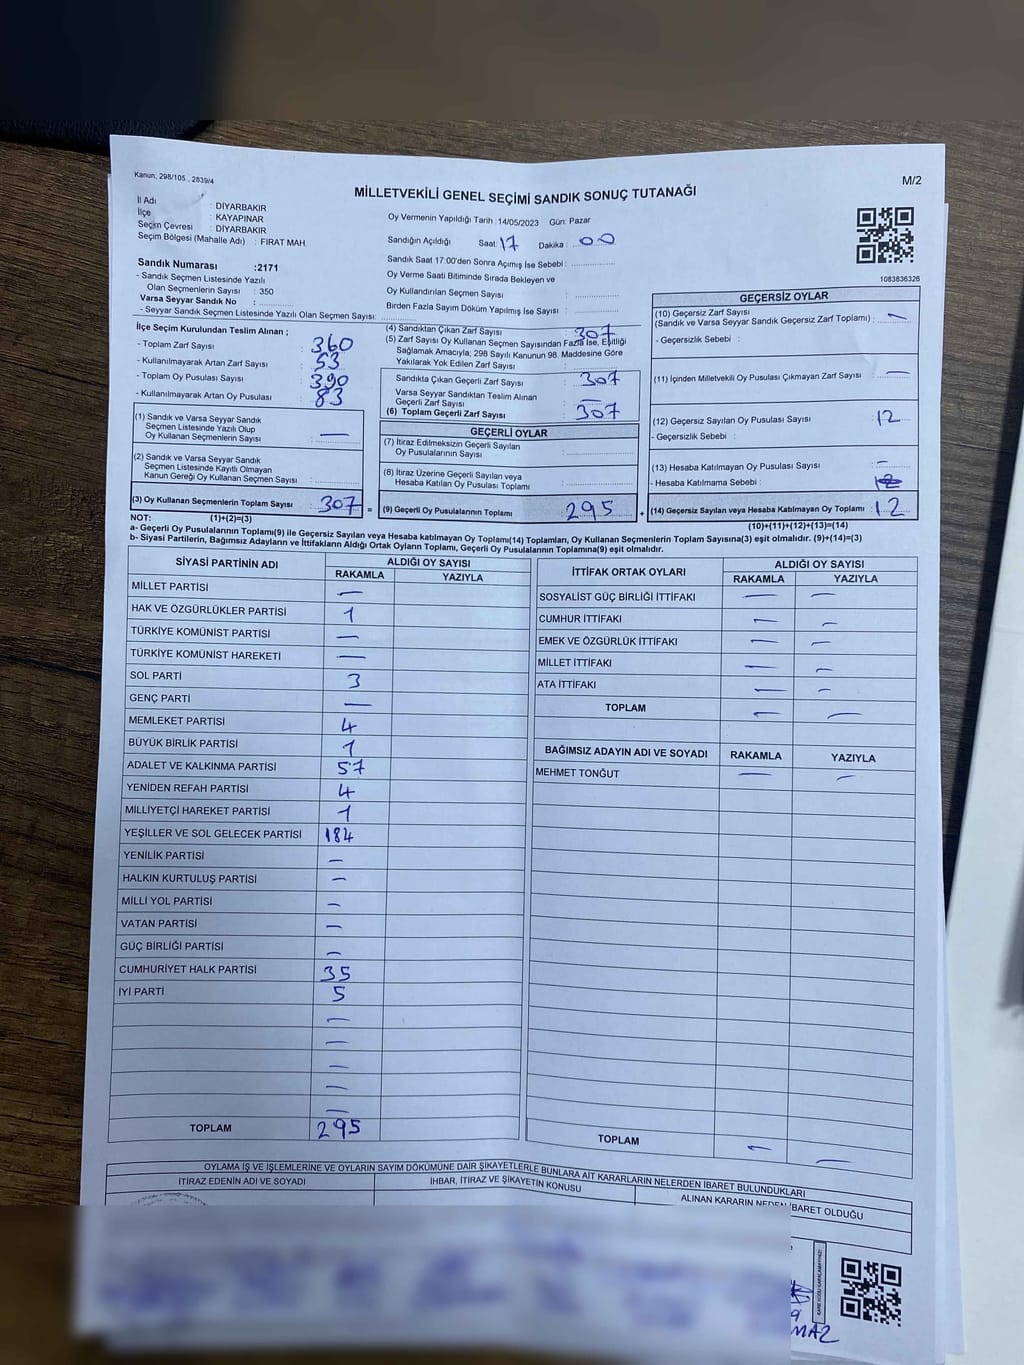 Kanun; 298/105 , 2839/4
M/2
MİLLETVEKİLİ GENEL SEÇİMİ SANDIK SONUÇ TUTANAĞI
İl Adı : DİYARBAKIR
İlçe : KAYAPINAR
Seçim Çevresi : DİYARBAKIR
Seçim Bölgesi (Mahalle Adı) : FIRAT MAH.
Oy Vermenin Yapıldığı Tarih :14/05/2023 Gün: Pazar
Sandığın Açıldığı Saat: 17 Dakika : 00
Sandık Saat 17:00'den Sonra Açımış İse Sebebi :
Oy Verme Saati Bitiminde Sırada Bekleyen ve
Oy Kullandırılan Seçmen Sayısı :
Birden Fazla Sayım Döküm Yapılmış İse Sayısı :
1083836326
Sandık Numarası :2171
- Sandık Seçmen Listesinde Yazılı
Olan Seçmenlerin Sayısı : 350
Varsa Seyyar Sandık No :
- Seyyar Sandık Seçmen Listesinde Yazılı Olan Seçmen Sayısı:
İlçe Seçim Kurulundan Teslim Alınan ;
- Toplam Zarf Sayısı : 360
- Kullanılmayarak Artan Zarf Sayısı : 53
- Toplam Oy Pusulası Sayısı : 390
- Kullanılmayarak Artan Oy Pusulası : 83
(1) Sandık ve Varsa Seyyar Sandık
Seçmen Listesinde Yazılı Olup
Oy Kullanan Seçmenlerin Sayısı : —
(2) Sandık ve Varsa Seyyar Sandık
Seçmen Listesinde Kayıtlı Olmayan
Kanun Gereği Oy Kullanan Seçmen Sayısı :
(3) Oy Kullanan Seçmenlerin Toplam Sayısı : 307 =
(1)+(2)=(3)
(4) Sandıktan Çıkan Zarf Sayısı : 307
(5) Zarf Sayısı Oy Kullanan Seçmen Sayısından Fazla İse, Eşitliği
Sağlamak Amacıyla; 298 Sayılı Kanunun 98. Maddesine Göre
Yakılarak Yok Edilen Zarf Sayısı :
Sandıkta Çıkan Geçerli Zarf Sayısı : 307
Varsa Seyyar Sandıktan Teslim Alınan
Geçerli Zarf Sayısı : —
(6) Toplam Geçerli Zarf Sayısı : 307
GEÇERLİ OYLAR
(7) İtiraz Edilmeksizin Geçerli Sayılan
Oy Pusulalarının Sayısı :
(8) İtiraz Üzerine Geçerli Sayılan veya
Hesaba Katılan Oy Pusulası Toplamı :
(9) Geçerli Oy Pusulalarının Toplamı : 295 +
GEÇERSİZ OYLAR
(10) Geçersiz Zarf Sayısı
(Sandık ve Varsa Seyyar Sandık Geçersiz Zarf Toplamı) : —
- Geçersizlik Sebebi :
(11) İçinden Milletvekili Oy Pusulası Çıkmayan Zarf Sayısı : —
(12) Geçersiz Sayılan Oy Pusulası Sayısı : 12
- Geçersizlik Sebebi :
(13) Hesaba Katılmayan Oy Pusulası Sayısı : —
- Hesaba Katılmama Sebebi :
(14) Geçersiz Sayılan veya Hesaba Katılmayan Oy Toplamı : 12
(10)+(11)+(12)+(13)=(14)
NOT:
a- Geçerli Oy Pusulalarının Toplamı(9) ile Geçersiz Sayılan veya Hesaba katılmayan Oy Toplamı(14) Toplamları, Oy Kullanan Seçmenlerin Toplam Sayısına(3) eşit olmalıdır. (9)+(14)=(3)
b- Siyasi Partilerin, Bağımsız Adayların ve İttifakların Aldığı Ortak Oyların Toplamı, Geçerli Oy Pusulalarının Toplamına(9) eşit olmalıdır.
SİYASİ PARTİNİN ADI ALDIĞI OY SAYISI
RAKAMLA YAZIYLA
MİLLET PARTİSİ —
HAK VE ÖZGÜRLÜKLER PARTİSİ 1
TÜRKİYE KOMÜNİST PARTİSİ —
TÜRKİYE KOMÜNİST HAREKETİ —
SOL PARTİ 3
GENÇ PARTİ —
MEMLEKET PARTİSİ 4
BÜYÜK BİRLİK PARTİSİ 1
ADALET VE KALKINMA PARTİSİ 57
YENİDEN REFAH PARTİSİ 4
MİLLİYETÇİ HAREKET PARTİSİ 1
YEŞİLLER VE SOL GELECEK PARTİSİ 184
YENİLİK PARTİSİ —
HALKIN KURTULUŞ PARTİSİ —
MİLLİ YOL PARTİSİ —
VATAN PARTİSİ —
GÜÇ BİRLİĞİ PARTİSİ —
CUMHURİYET HALK PARTİSİ 35
İYİ PARTİ 5
—
—
—
—
—
TOPLAM 295
İTTİFAK ORTAK OYLARI ALDIĞI OY SAYISI
RAKAMLA YAZIYLA
SOSYALİST GÜÇ BİRLİĞİ İTTİFAKI — —
CUMHUR İTTİFAKI — —
EMEK VE ÖZGÜRLÜK İTTİFAKI — —
MİLLET İTTİFAKI — —
ATA İTTİFAKI — —
TOPLAM — —
BAĞIMSIZ ADAYIN ADI VE SOYADI RAKAMLA YAZIYLA
MEHMET TONĞUT — —
TOPLAM — —
OYLAMA İŞ VE İŞLEMLERİNE VE OYLARIN SAYIM DÖKÜMÜNE DAİR ŞİKAYETLERLE BUNLARA AİT KARARLARIN NELERDEN İBARET BULUNDUKLARI
İTİRAZ EDENİN ADI VE SOYADI İHBAR, İTİRAZ VE ŞİKAYETİN KONUSU ALINAN KARARIN NEDEN İBARET OLDUĞU